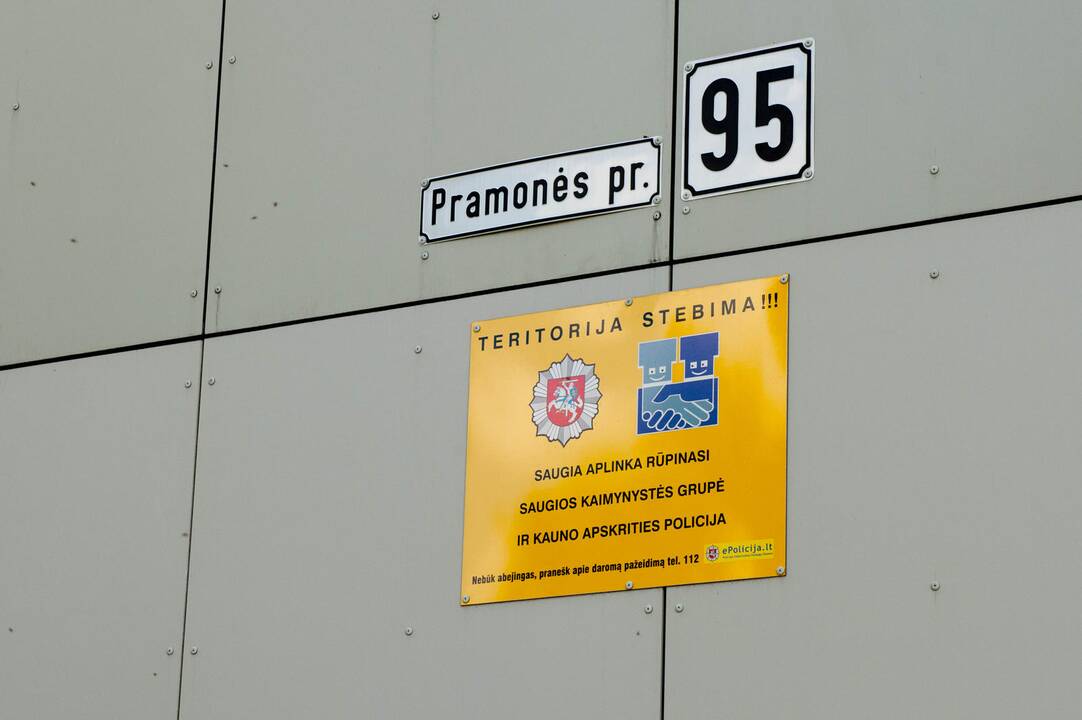 95
Pramonės pr.
TERITORIJA STEBIMA!!!
SAUGIA APLINKA RŪPINASI
SAUGIOS KAIMYNYSTĖS GRUPĖ
IR KAUNO APSKRITIES POLICIJA
Nebūk abejingas, pranešk apie daromą pažeidimą tel. 112
ePolicija.lt